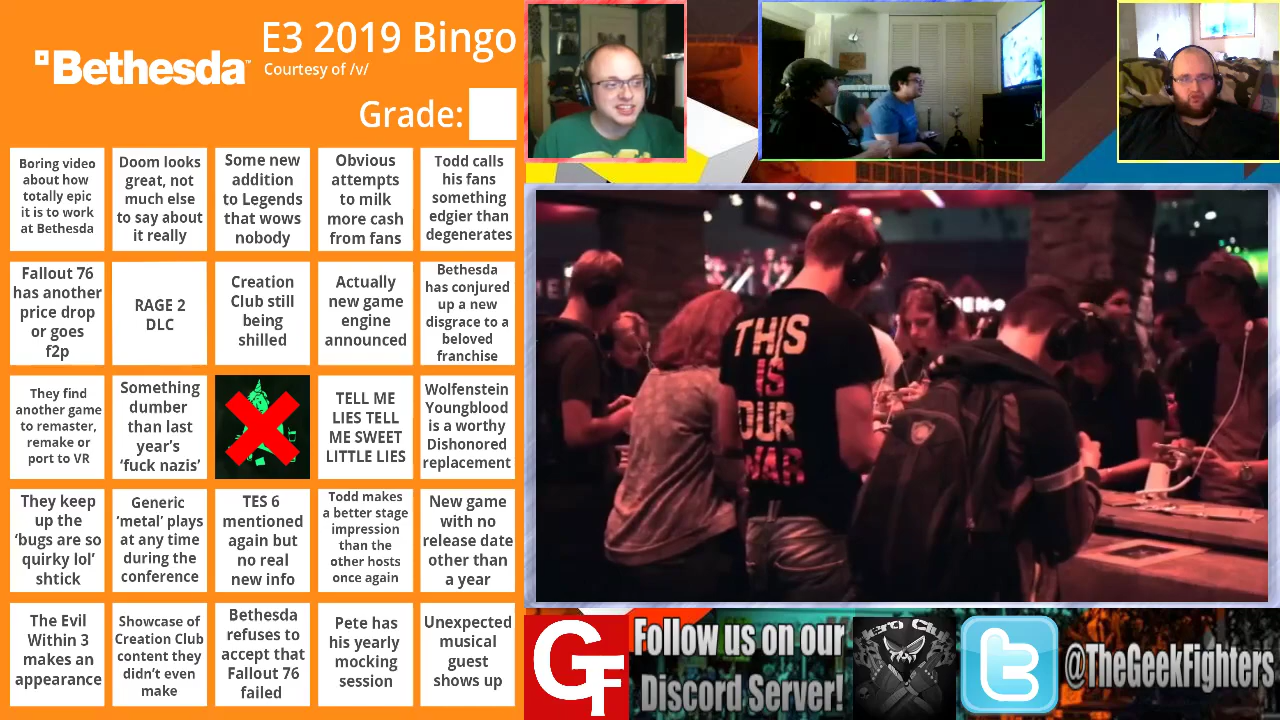 E3 2019 Bingo
Bethesda™
Courtesy of /v/
Grade:
Boring video
about how
totally epic
it is to work
at Bethesda
Doom looks
great, not
much else
to say about
it really
Some new
addition
to Legends
that wows
nobody
Obvious
attempts
to milk
more cash
from fans
Todd calls
his fans
something
edgier than
degenerates
Fallout 76
has another
price drop
or goes
f2p
RAGE 2
DLC
Creation
Club still
being
shilled
Actually
new game
engine
announced
Bethesda
has conjured
up a new
disgrace to a
beloved
franchise
They find
another game
to remaster,
remake or
port to VR
Something
dumber
than last
year's
'fuck nazis'
TELL ME
LIES TELL
ME SWEET
LITTLE LIES
Wolfenstein
Youngblood
is a worthy
Dishonored
replacement
They keep
up the
'bugs are so
quirky lol'
shtick
Generic
'metal' plays
at any time
during the
conference
TES 6
mentioned
again but
no real
new info
Todd makes
a better stage
impression
than the
other hosts
once again
New game
with no
release date
other than
a year
The Evil
Within 3
makes an
appearance
Showcase of
Creation Club
content they
didn't even
make
Bethesda
refuses to
accept that
Fallout 76
failed
Pete has
his yearly
mocking
session
Unexpected
musical
guest
shows up
THIS
IS
OUR
WAR
GF
Follow us on our
Discord Server!
Hero Club
t
@TheGeekFighters